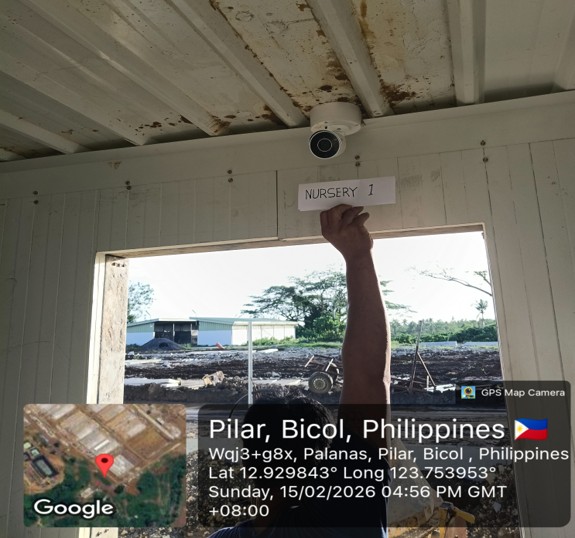 NURSERY 1
GPS Map Camera
Pilar, Bicol, Philippines
Wqj3+g8x, Palanas, Pilar, Bicol , Philippines
Lat 12.929843° Long 123.753953°
Sunday, 15/02/2026 04:56 PM GMT
+08:00
Google